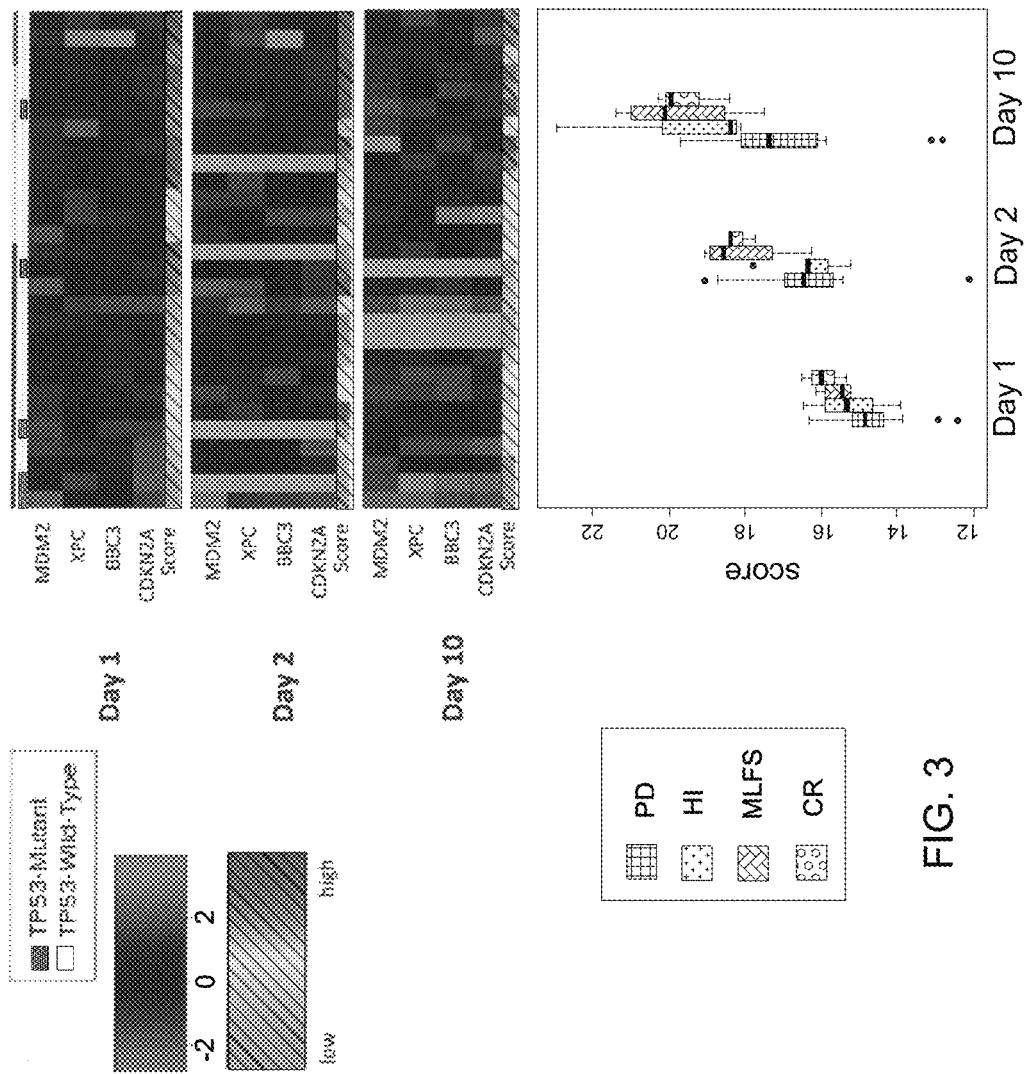 TP53-Mutant
TP53-Wild-Type
-2 0 2
low high
Day 1
MDM2
XPC
BBC3
CDKN2A
Score
Day 2
MDM2
XPC
BBC3
CDKN2A
Score
Day 10
MDM2
XPC
BBC3
CDKN2A
Score
PD
HI
MLFS
CR
score
22
20
18
16
14
12
Day 1 Day 2 Day 10
FIG. 3